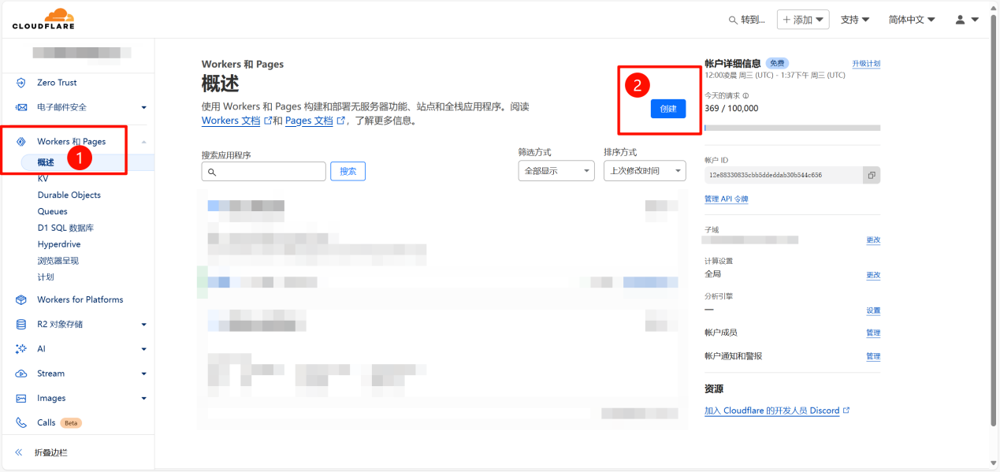 CLOUDFLARE
转到...
+ 添加
支持
简体中文
Zero Trust
电子邮件安全
Workers 和 Pages
概述
1
KV
Durable Objects
Queues
D1 SQL 数据库
Hyperdrive
浏览器呈现
计划
Workers for Platforms
R2 对象存储
AI
Stream
Images
Calls Beta
折叠边栏
Workers 和 Pages
概述
使用 Workers 和 Pages 构建和部署无服务器功能、站点和全栈应用程序。阅读
Workers 文档 和 Pages 文档 ，了解更多信息。
2
创建
搜索应用程序
搜索
筛选方式
全部显示
排序方式
上次修改时间
帐户详细信息 免费
升级计划
12:00凌晨 周三 (UTC) - 1:37下午 周三 (UTC)
今天的请求
369 / 100,000
帐户 ID
12e88330835cbb5ddeddab30b544c656
管理 API 令牌
子域
更改
计算设置
全局
更改
分析引擎
—
设置
帐户成员
管理
帐户通知和警报
管理
资源
加入 Cloudflare 的开发人员 Discord